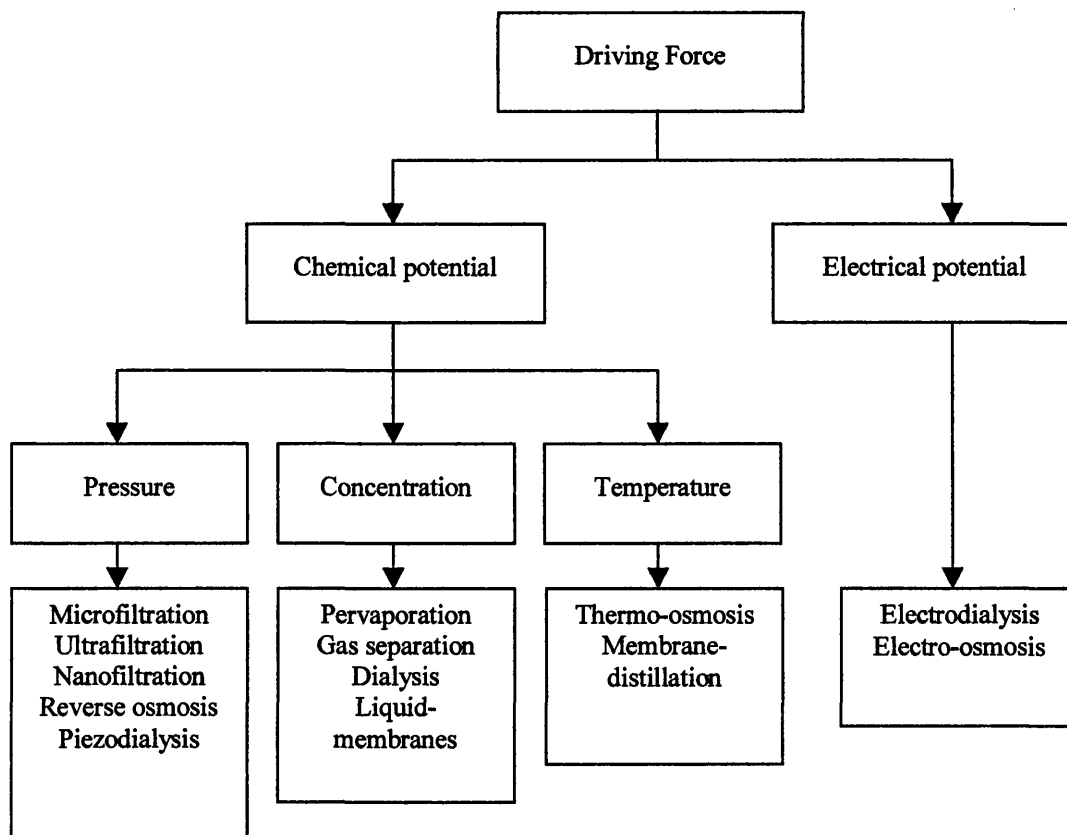 Driving Force
Chemical potential
Electrical potential
Pressure
Concentration
Temperature
Microfiltration
Ultrafiltration
Nanofiltration
Reverse osmosis
Piezodialysis
Pervaporation
Gas separation
Dialysis
Liquid-
membranes
Thermo-osmosis
Membrane-
distillation
Electrodialysis
Electro-osmosis